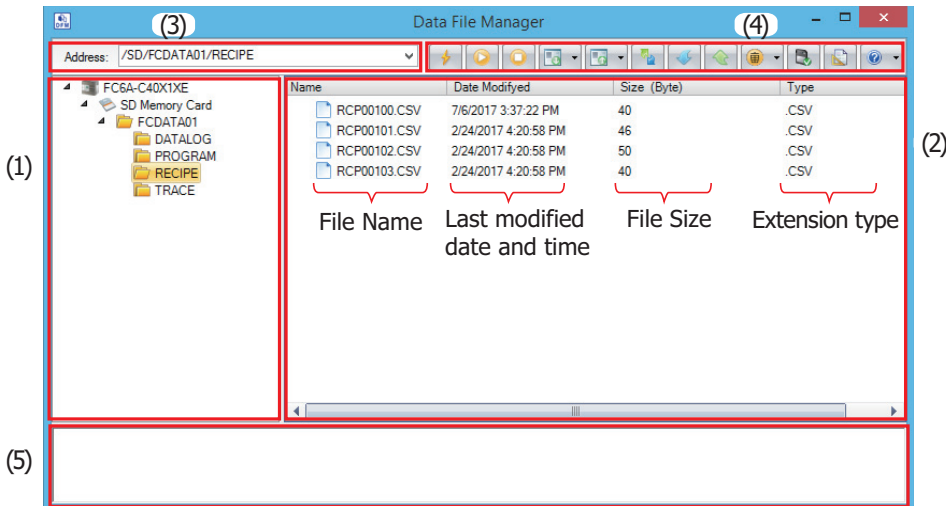 (3)
Data File Manager
(4)
DFM
Address: /SD/FCDATA01/RECIPE
(1)
FC6A-C40X1XE
SD Memory Card
FCDATA01
DATALOG
PROGRAM
RECIPE
TRACE
(2)
Name Date Modifyed Size (Byte) Type
RCP00100.CSV 7/6/2017 3:37:22 PM 40 .CSV
RCP00101.CSV 2/24/2017 4:20:58 PM 46 .CSV
RCP00102.CSV 2/24/2017 4:20:58 PM 50 .CSV
RCP00103.CSV 2/24/2017 4:20:58 PM 40 .CSV
File Name Last modified date and time File Size Extension type
(5)